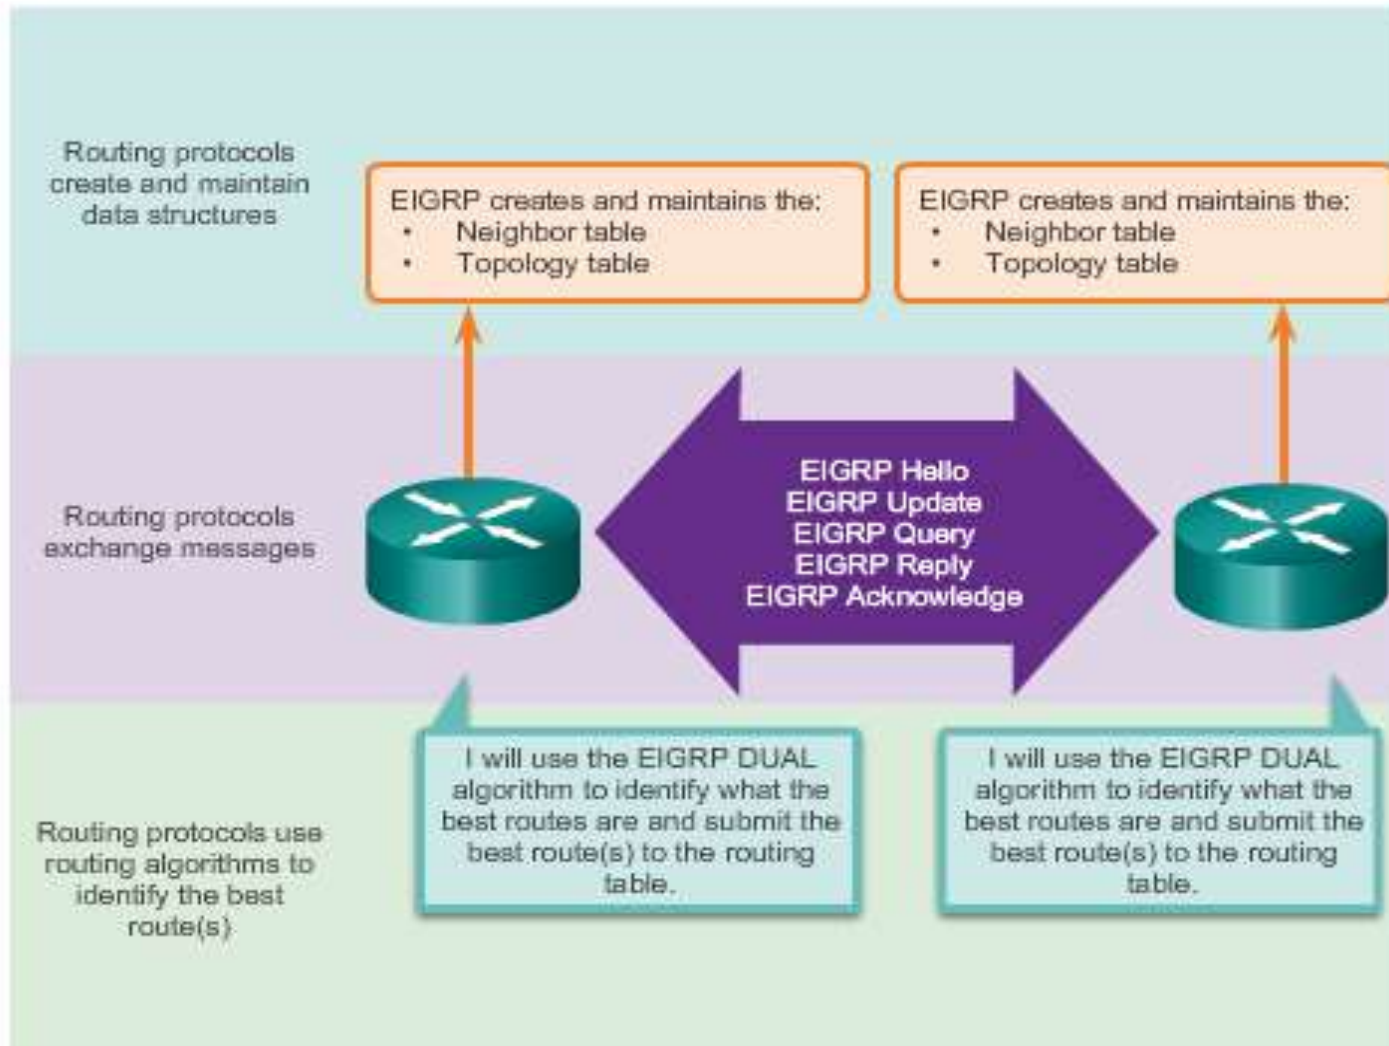 Routing protocols
create and maintain
data structures
EIGRP creates and maintains the:
• Neighbor table
• Topology table
EIGRP creates and maintains the:
• Neighbor table
• Topology table
Routing protocols
exchange messages
EIGRP Hello
EIGRP Update
EIGRP Query
EIGRP Reply
EIGRP Acknowledge
Routing protocols use
routing algorithms to
identify the best
route(s)
I will use the EIGRP DUAL
algorithm to identify what the
best routes are and submit the
best route(s) to the routing
table.
I will use the EIGRP DUAL
algorithm to identify what the
best routes are and submit the
best route(s) to the routing
table.